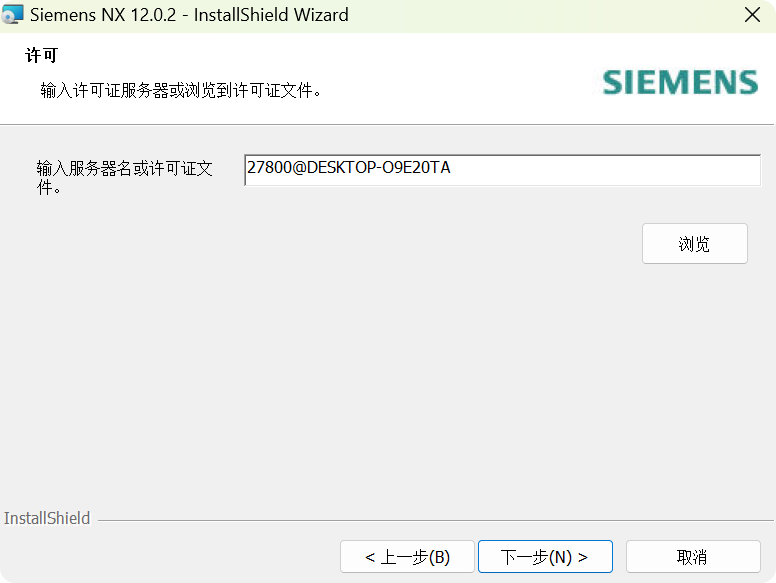 Siemens NX 12.0.2 - InstallShield Wizard
许可
输入许可证服务器或浏览到许可证文件。
SIEMENS
输入服务器名或许可证文
件。
27800@DESKTOP-O9E20TA
浏览
InstallShield
< 上一步(B)
下一步(N) >
取消